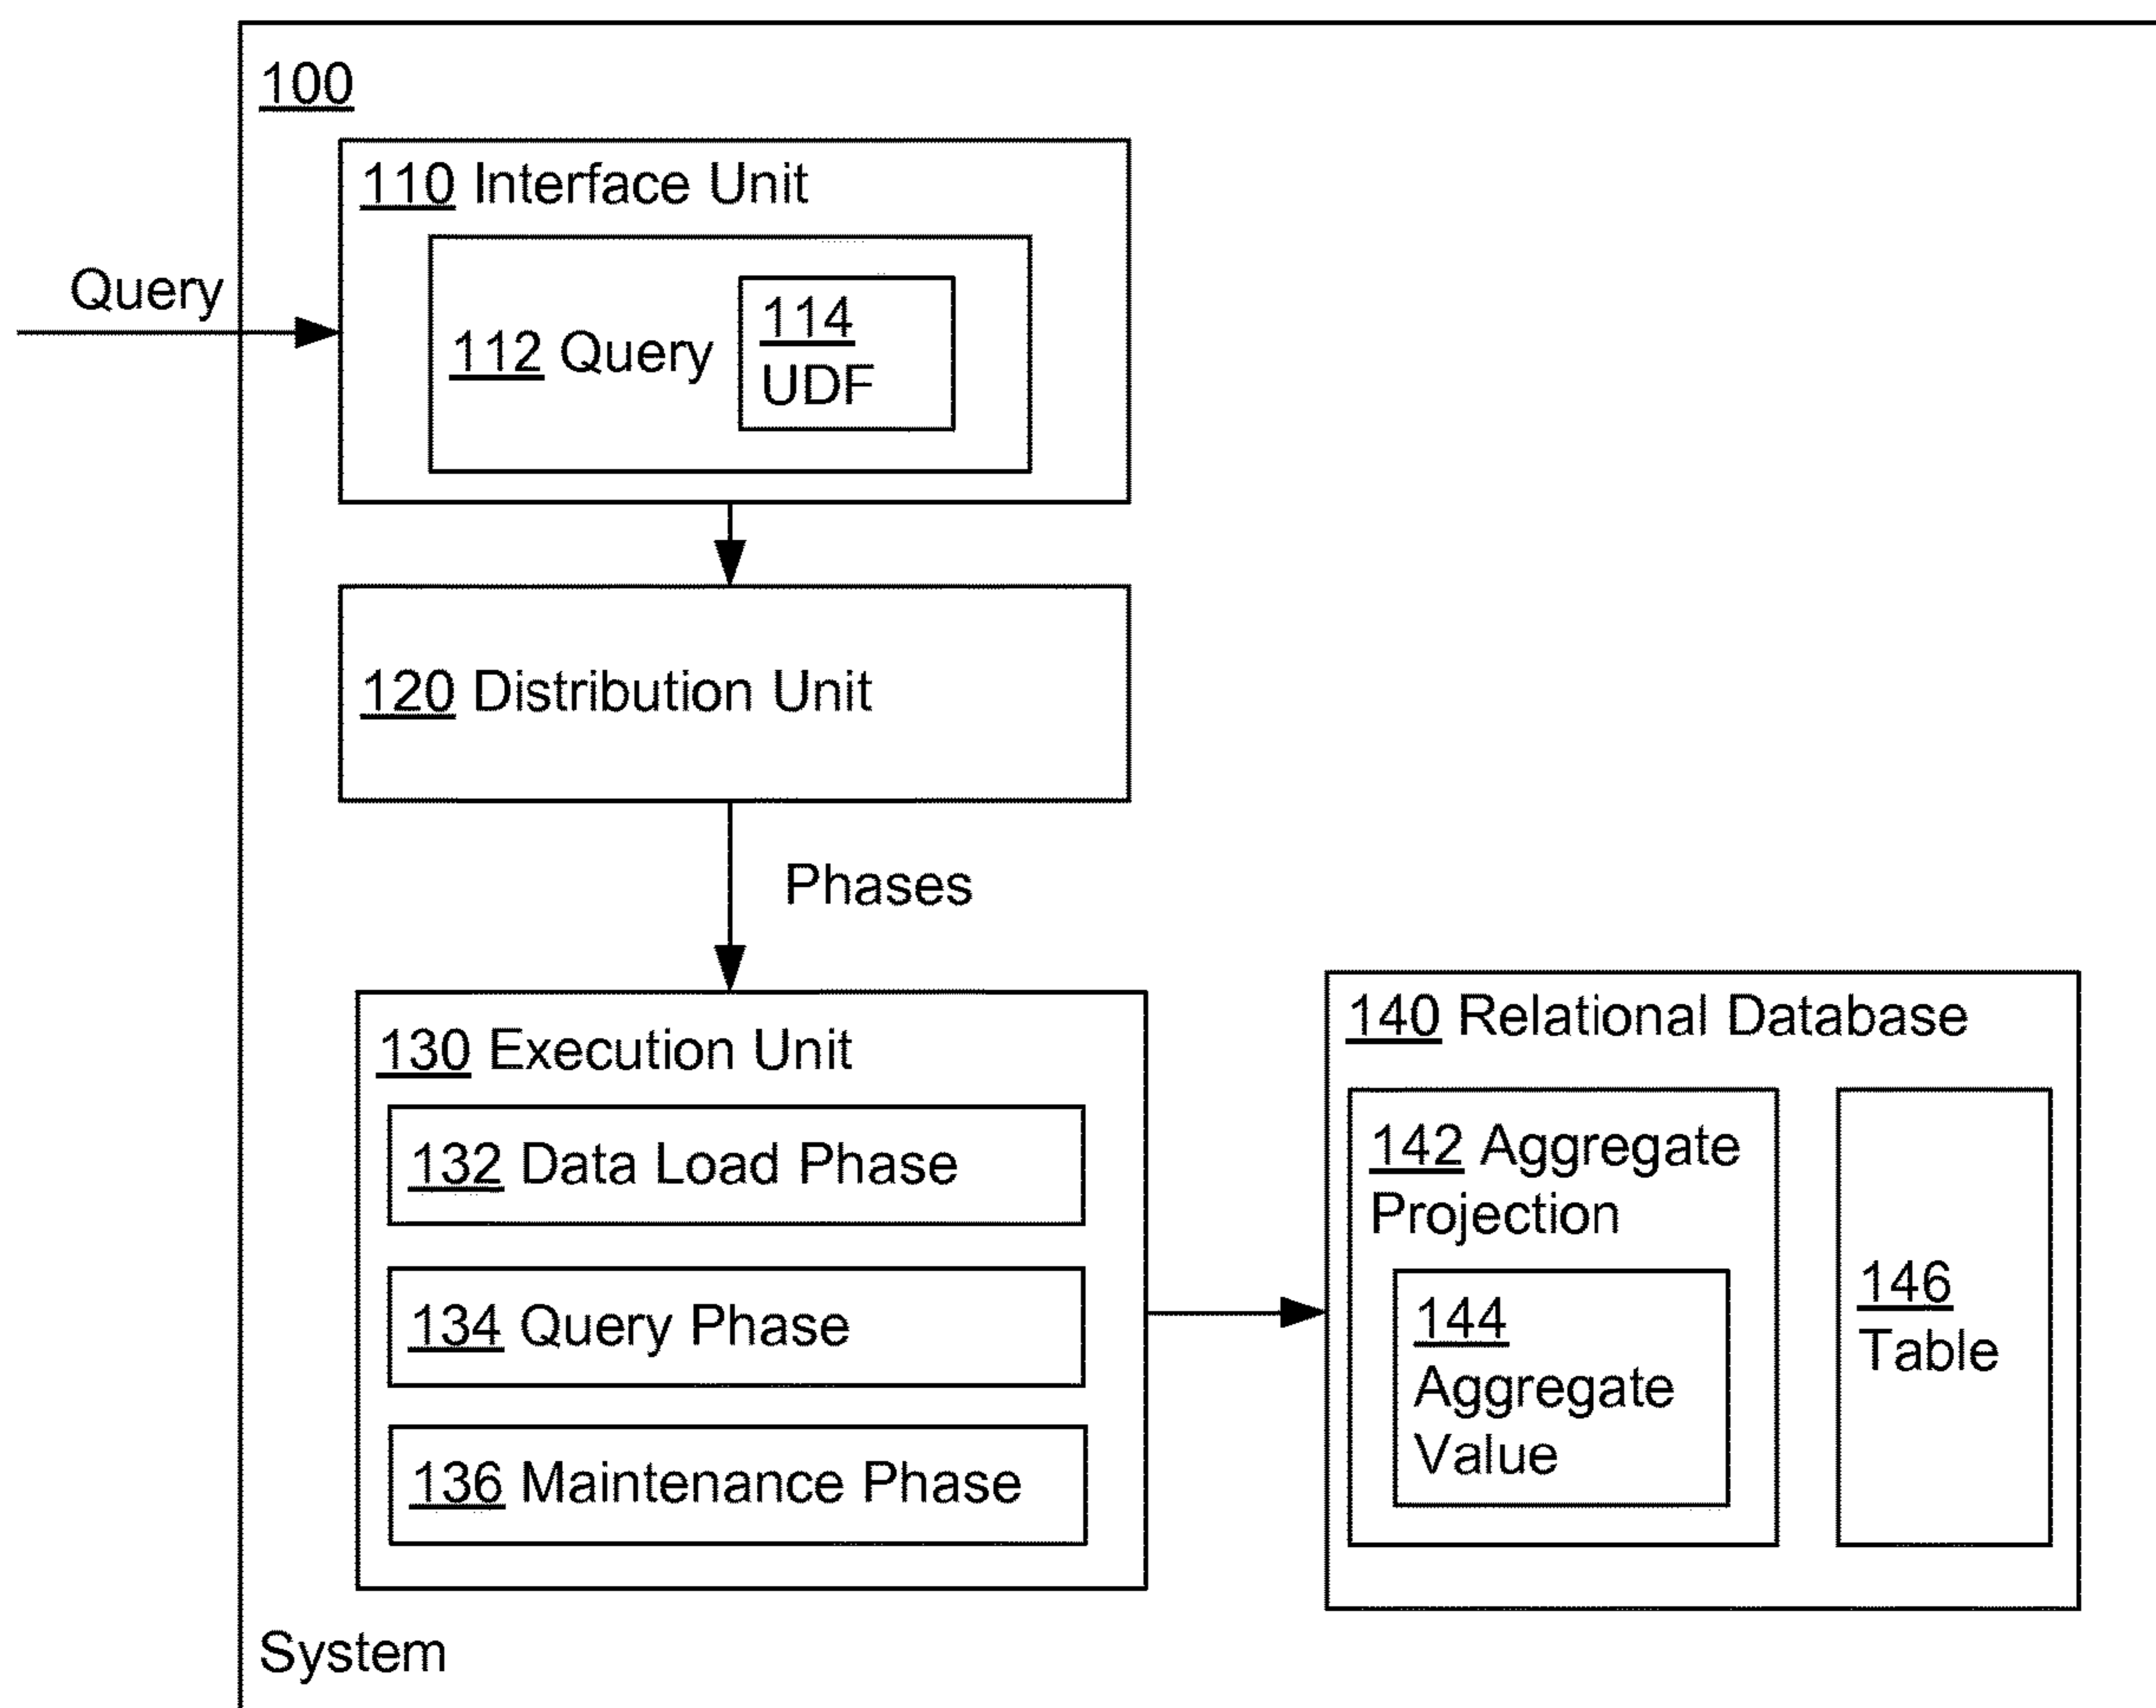 100
110 Interface Unit
Query
112 Query
114
UDF
120 Distribution Unit
Phases
130 Execution Unit
132 Data Load Phase
134 Query Phase
136 Maintenance Phase
140 Relational Database
142 Aggregate
Projection
144
Aggregate
Value
146
Table
System